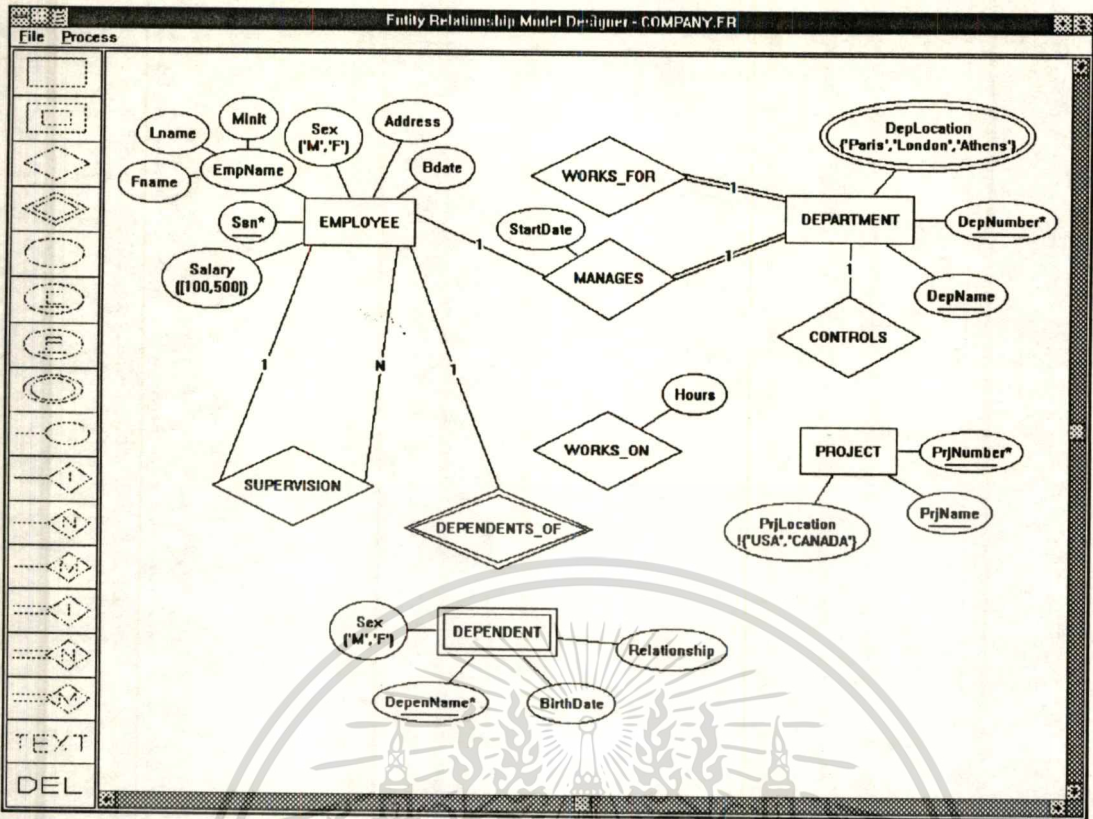 Entity Relationship Model Designer - COMPANY.ER
File Process
Lname
MinIt
Sex
{'M','F'}
Address
DepLocation
{'Paris','London','Athens'}
Fname
EmpName
Bdate
WORKS_FOR
1
Ssn*
EMPLOYEE
StartDate
DEPARTMENT
DepNumber*
Salary
{[100,500]}
1
MANAGES
1
1
DepName
CONTROLS
1
N
1
Hours
WORKS_ON
PROJECT
PrjNumber*
SUPERVISION
PrjName
DEPENDENTS_OF
PrjLocation
!{'USA','CANADA'}
Sex
{'M','F'}
DEPENDENT
Relationship
DepenName*
BirthDate
E
E
1
N
M
1
N
M
TEXT
DEL